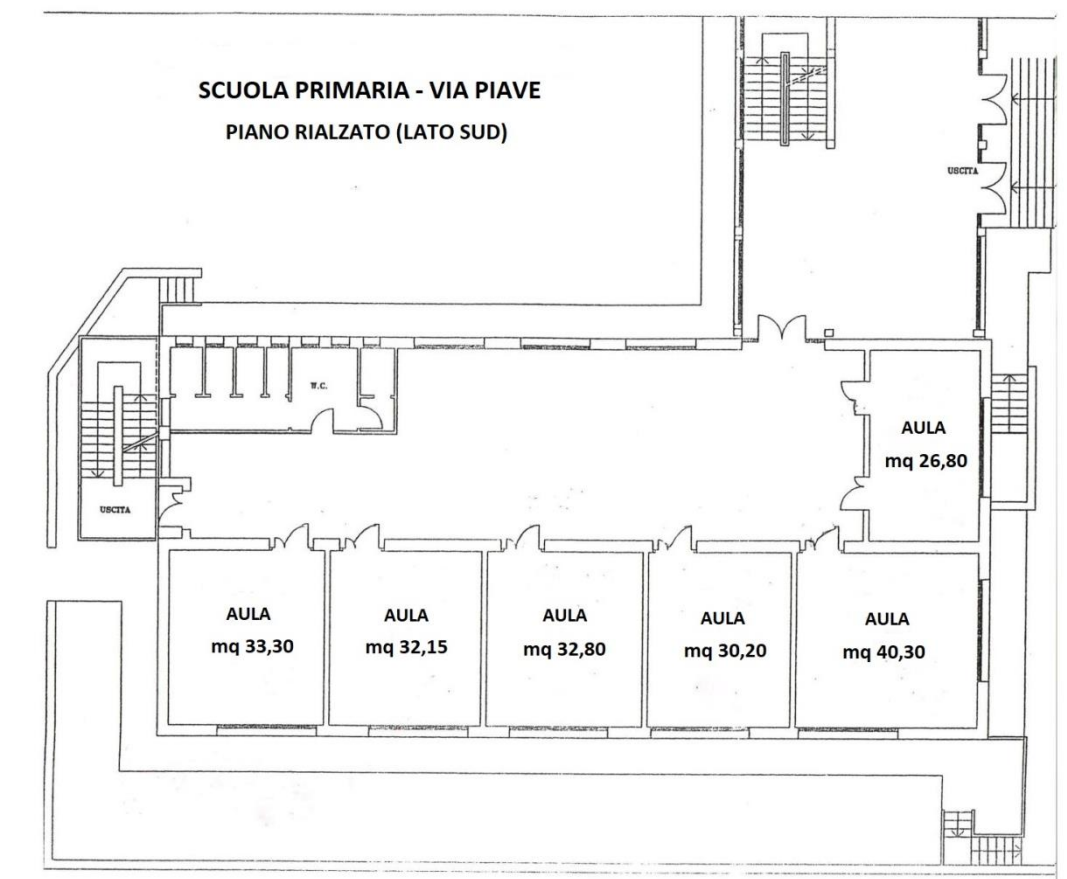 SCUOLA PRIMARIA - VIA PIAVE
PIANO RIALZATO (LATO SUD)
USCITA
W.C.
AULA
mq 26,80
USCITA
AULA
mq 33,30
AULA
mq 32,15
AULA
mq 32,80
AULA
mq 30,20
AULA
mq 40,30